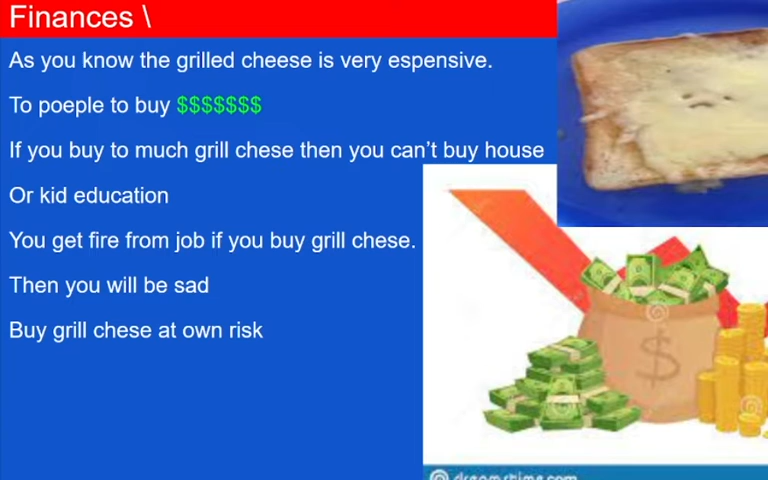 Finances \
As you know the grilled cheese is very espensive.
To poeple to buy $$$$$$$
If you buy to much grill chese then you can't buy house
Or kid education
You get fire from job if you buy grill chese.
Then you will be sad
Buy grill chese at own risk
$
dreamstime.com